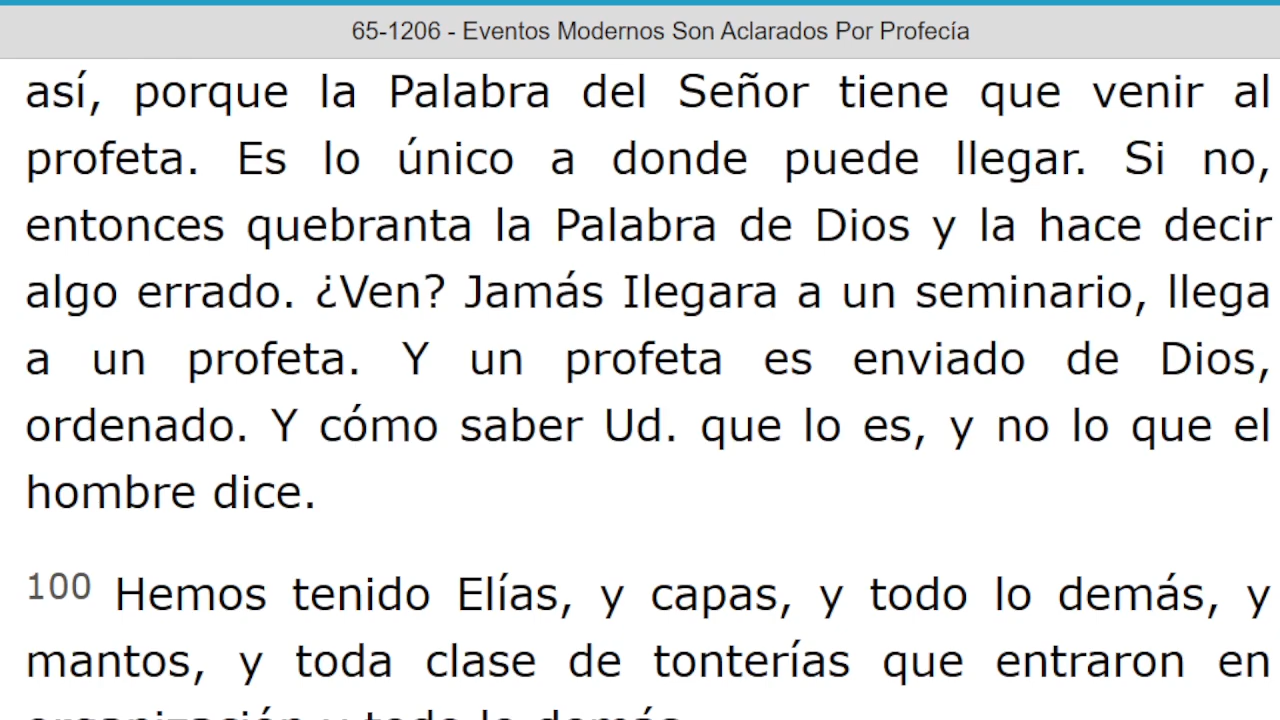 65-1206 - Eventos Modernos Son Aclarados Por Profecía
así, porque la Palabra del Señor tiene que venir al
profeta. Es lo único a donde puede llegar. Si no,
entonces quebranta la Palabra de Dios y la hace decir
algo errado. ¿Ven? Jamás Ilegara a un seminario, llega
a un profeta. Y un profeta es enviado de Dios,
ordenado. Y cómo saber Ud. que lo es, y no lo que el
hombre dice.
100 Hemos tenido Elías, y capas, y todo lo demás, y
mantos, y toda clase de tonterías que entraron en
organización y todo lo demás